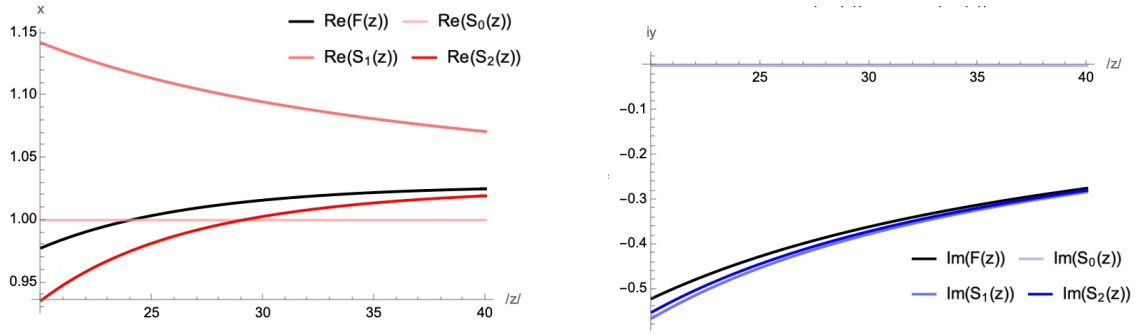 x
1.15
Re(F(z)) Re(S₀(z))
Re(S₁(z)) Re(S₂(z))
1.10
1.05
1.00
0.95
25 30 35 40 /z/
iy
25 30 35 40 /z/
−0.1
−0.2
−0.3
−0.4
−0.5
Im(F(z)) Im(S₀(z))
Im(S₁(z)) Im(S₂(z))